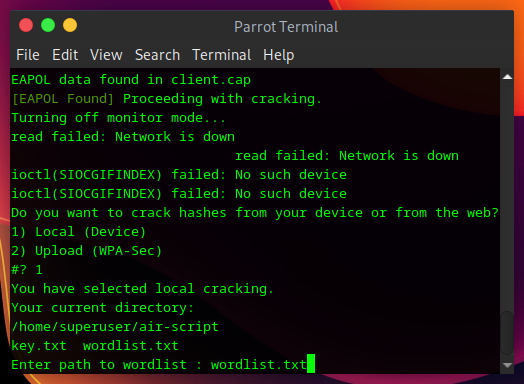 Parrot Terminal
File Edit View Search Terminal Help
EAPOL data found in client.cap
[EAPOL Found] Proceeding with cracking.
Turning off monitor mode...
read failed: Network is down
read failed: Network is down
ioctl(SIOCGIFINDEX) failed: No such device
ioctl(SIOCGIFINDEX) failed: No such device
Do you want to crack hashes from your device or from the web?
1) Local (Device)
2) Upload (WPA-Sec)
#? 1
You have selected local cracking.
Your current directory:
/home/superuser/air-script
key.txt  wordlist.txt
Enter path to wordlist : wordlist.txt